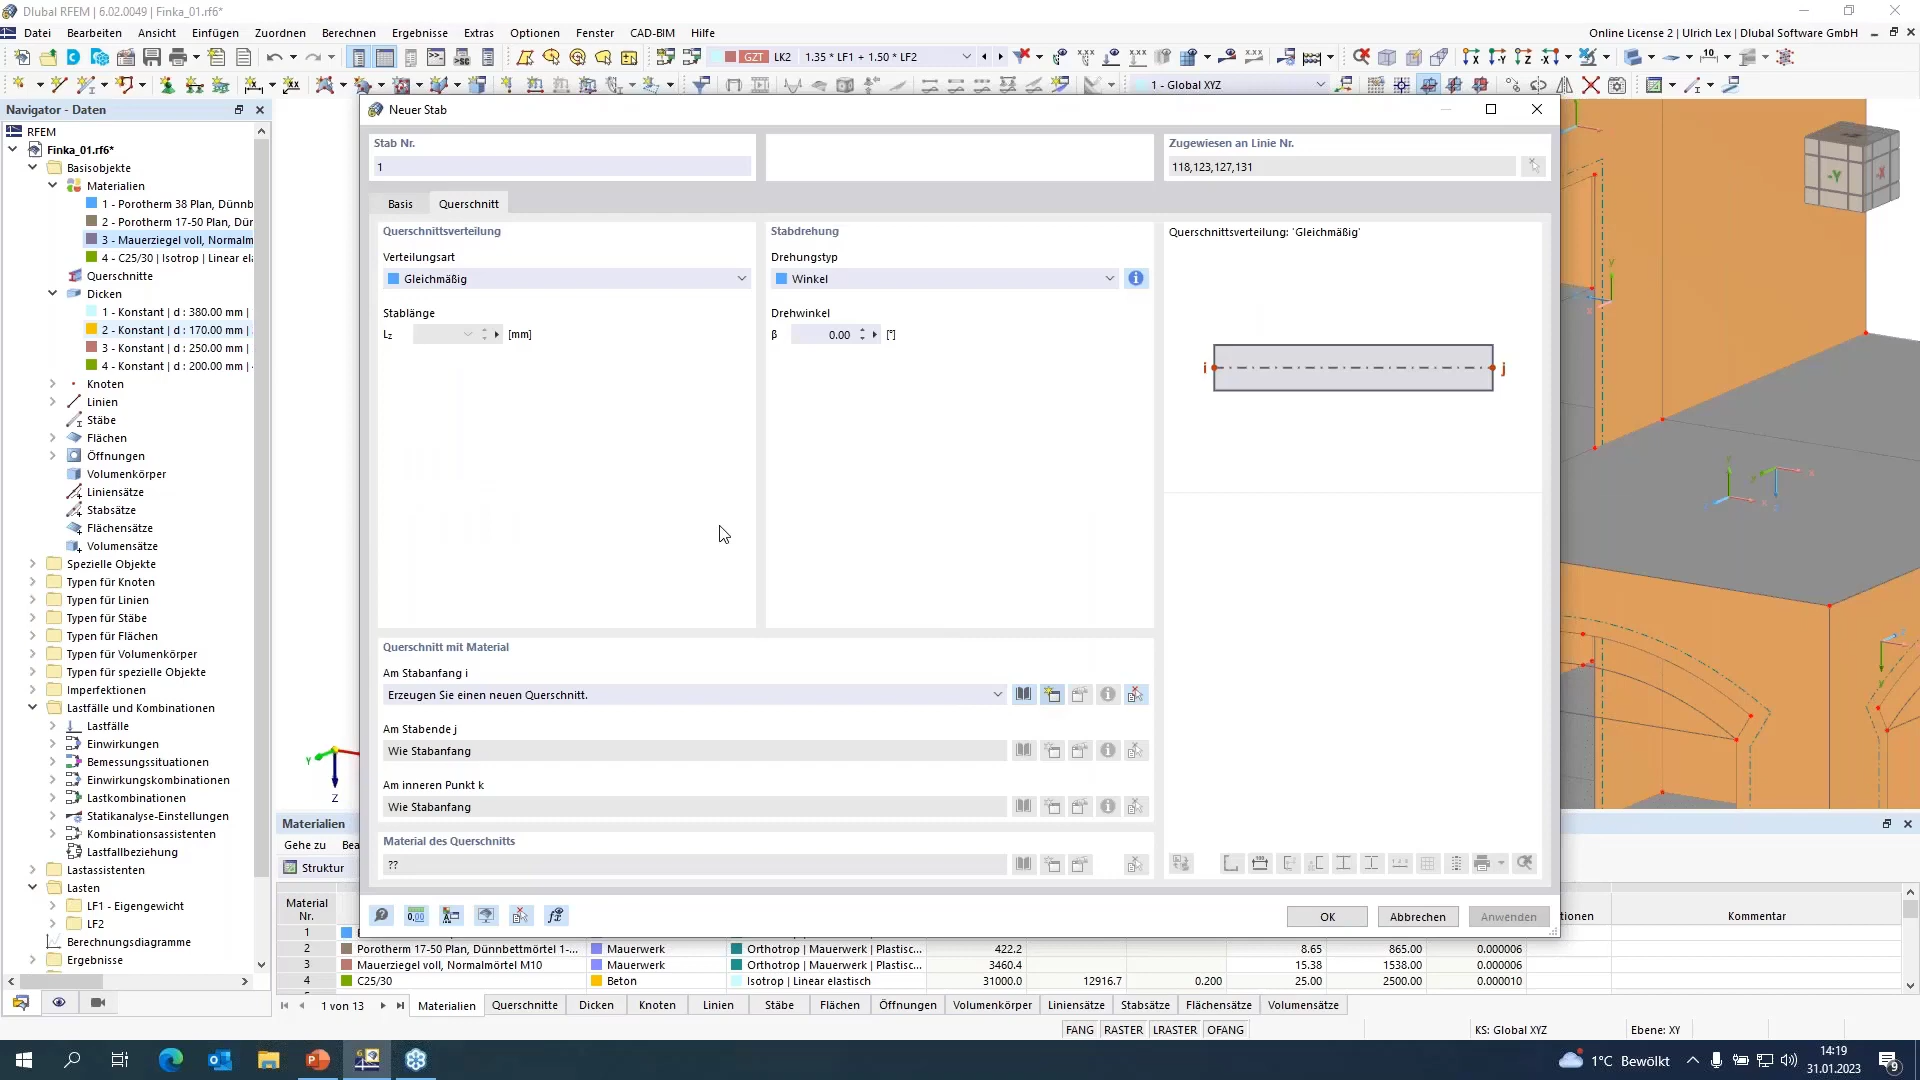 Dlubal RFEM | 6.02.0049 | Finka_01.rf6*
Datei Bearbeiten Ansicht Einfügen Zuordnen Berechnen Ergebnisse Extras Optionen Fenster CAD-BIM Hilfe
Online License 2 | Ulrich Lex | Dlubal Software GmbH
GZT LK2 1.35 * LF1 + 1.50 * LF2
1 - Global XYZ
Navigator - Daten
RFEM
Finka_01.rf6*
Basisobjekte
Materialien
1 - Porotherm 38 Plan, Dünnb
2 - Porotherm 17-50 Plan, Dür
3 - Mauerziegel voll, Normalm
4 - C25/30 | Isotrop | Linear ela
Querschnitte
Dicken
1 - Konstant | d : 380.00 mm |
2 - Konstant | d : 170.00 mm |
3 - Konstant | d : 250.00 mm |
4 - Konstant | d : 200.00 mm |
Knoten
Linien
Stäbe
Flächen
Öffnungen
Volumenkörper
Liniensätze
Stabsätze
Flächensätze
Volumensätze
Spezielle Objekte
Typen für Knoten
Typen für Linien
Typen für Stäbe
Typen für Flächen
Typen für Volumenkörper
Typen für spezielle Objekte
Imperfektionen
Lastfälle und Kombinationen
Lastfälle
Einwirkungen
Bemessungssituationen
Einwirkungskombinationen
Lastkombinationen
Statikanalyse-Einstellungen
Kombinationsassistenten
Lastfallbeziehung
Lastassistenten
Lasten
LF1 - Eigengewicht
LF2
Berechnungsdiagramme
Ergebnisse
Neuer Stab
Stab Nr.
1
Zugewiesen an Linie Nr.
118,123,127,131
Basis Querschnitt
Querschnittsverteilung
Verteilungsart
Gleichmäßig
Stablänge
Lz [mm]
Stabdrehung
Drehungstyp
Winkel
Drehwinkel
β 0.00 [°]
Querschnittsverteilung: 'Gleichmäßig'
i j
Querschnitt mit Material
Am Stabanfang i
Erzeugen Sie einen neuen Querschnitt.
Am Stabende j
Wie Stabanfang
Am inneren Punkt k
Wie Stabanfang
Material des Querschnitts
??
OK Abbrechen Anwenden
-Y -X
Y
Z
Materialien
Gehe zu Bea
Struktur
Material
Nr.
tionen Kommentar
1
2 Porotherm 17-50 Plan, Dünnbettmörtel 1-... Mauerwerk Orthotrop | Mauerwerk | Plastisc... 422.2 8.65 865.00 0.000006
3 Mauerziegel voll, Normalmörtel M10 Mauerwerk Orthotrop | Mauerwerk | Plastisc... 3460.4 15.38 1538.00 0.000006
4 C25/30 Beton Isotrop | Linear elastisch 31000.0 12916.7 0.200 25.00 2500.00 0.000010
1 von 13 Materialien Querschnitte Dicken Knoten Linien Stäbe Flächen Öffnungen Volumenkörper Liniensätze Stabsätze Flächensätze Volumensätze
FANG RASTER LRASTER OFANG KS: Global XYZ Ebene: XY
1°C Bewölkt
14:19
31.01.2023
9